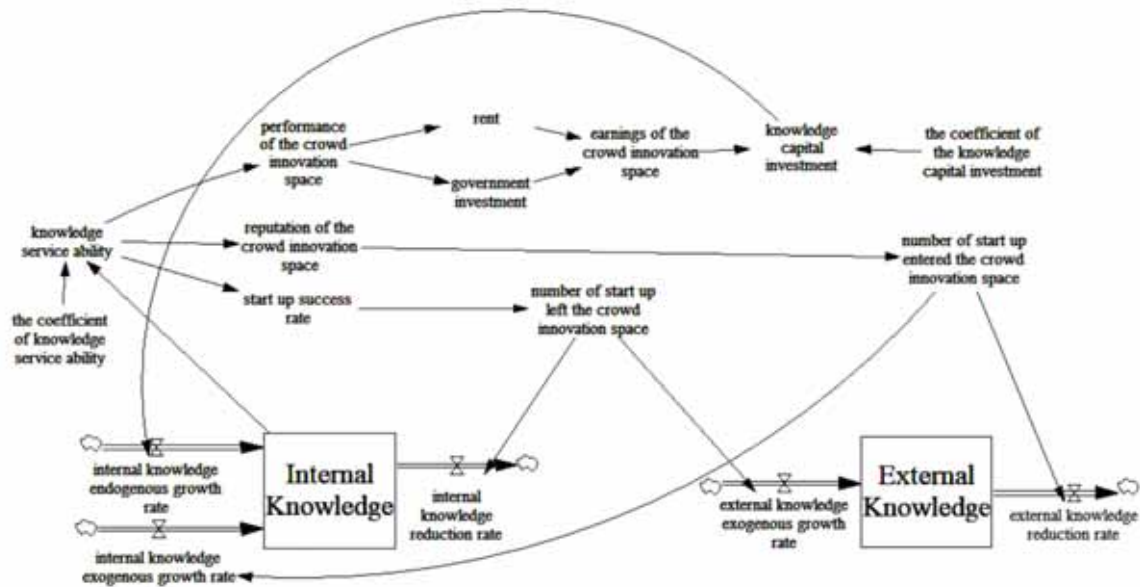 performance
of the crowd
innovation
space
rent
government
investment
earnings of the
crowd innovation
space
knowledge
capital
investment
the coefficient of
the knowledge
capital investment
knowledge
service ability
reputation of the
crowd innovation
space
number of start up
entered the crowd
innovation space
start up success
rate
number of start up
left the crowd
innovation space
the coefficient
of knowledge
service ability
internal knowledge
endogenous growth
rate
Internal
Knowledge
internal
knowledge
reduction rate
internal knowledge
exogenous growth rate
external knowledge
exogenous growth
rate
External
Knowledge
external knowledge
reduction rate